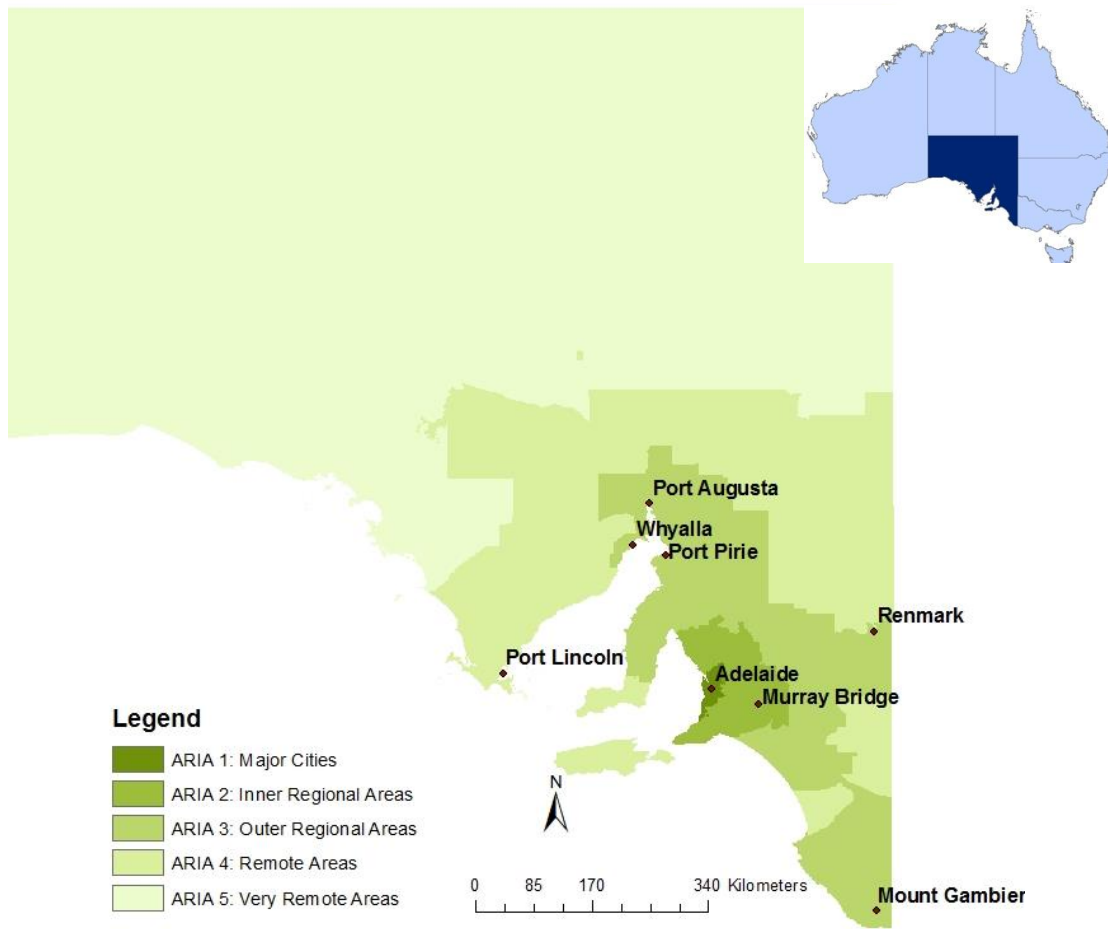 Port Augusta
Whyalla
Port Pirie
Renmark
Port Lincoln
Adelaide
Murray Bridge
Legend
ARIA 1: Major Cities
ARIA 2: Inner Regional Areas
ARIA 3: Outer Regional Areas
ARIA 4: Remote Areas
ARIA 5: Very Remote Areas
N
0 85 170 340 Kilometers
Mount Gambier